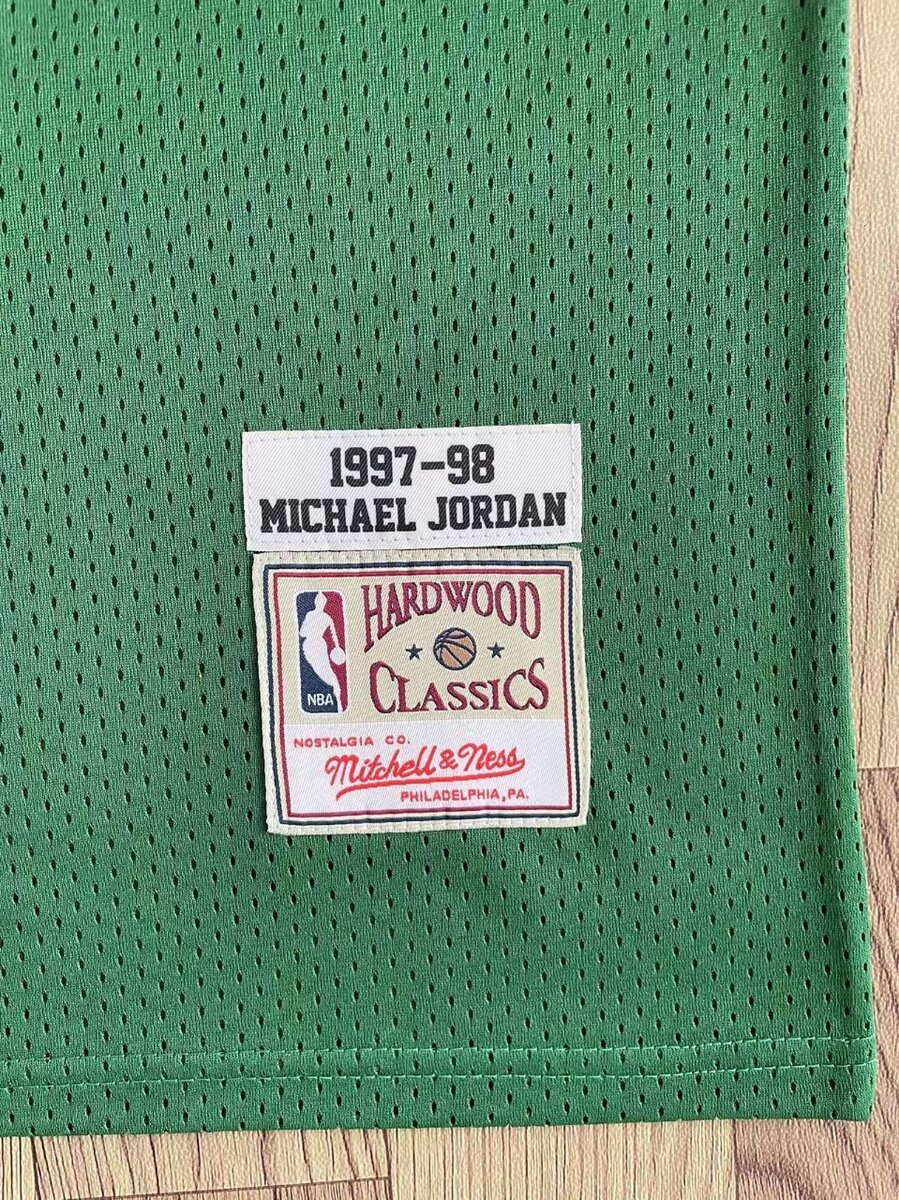 1997-98
MICHAEL JORDAN
HARDWOOD
CLASSICS
NBA
NOSTALGIA CO.
Mitchell & Ness
PHILADELPHIA, PA.